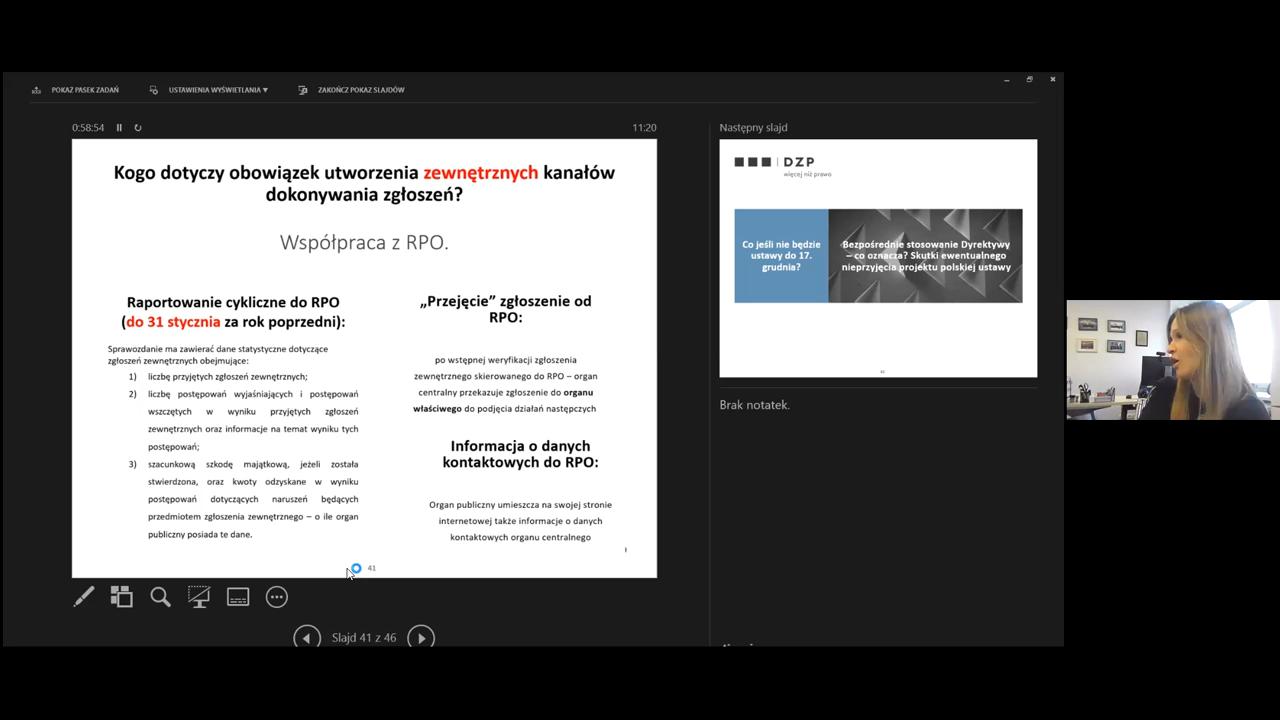 POKAŻ PASEK ZADAŃ
USTAWIENIA WYŚWIETLANIA ▼
ZAKOŃCZ POKAZ SLAJDÓW
0:58:54
11:20
Kogo dotyczy obowiązek utworzenia zewnętrznych kanałów
dokonywania zgłoszeń?
Współpraca z RPO.
Raportowanie cykliczne do RPO
(do 31 stycznia za rok poprzedni):
Sprawozdanie ma zawierać dane statystyczne dotyczące
zgłoszeń zewnętrznych obejmujące:
1) liczbę przyjętych zgłoszeń zewnętrznych;
2) liczbę postępowań wyjaśniających i postępowań
wszczętych w wyniku przyjętych zgłoszeń
zewnętrznych oraz informacje na temat wyniku tych
postępowań;
3) szacunkową szkodę majątkową, jeżeli została
stwierdzona, oraz kwoty odzyskane w wyniku
postępowań dotyczących naruszeń będących
przedmiotem zgłoszenia zewnętrznego – o ile organ
publiczny posiada te dane.
„Przejęcie” zgłoszenie od
RPO:
po wstępnej weryfikacji zgłoszenia
zewnętrznego skierowanego do RPO – organ
centralny przekazuje zgłoszenie do organu
właściwego do podjęcia działań następczych
Informacja o danych
kontaktowych do RPO:
Organ publiczny umieszcza na swojej stronie
internetowej także informacje o danych
kontaktowych organu centralnego
41
Slajd 41 z 46
Następny slajd
DZP
więcej niż prawo
Co jeśli nie będzie
ustawy do 17.
grudnia?
Bezpośrednie stosowanie Dyrektywy
– co oznacza? Skutki ewentualnego
nieprzyjęcia projektu polskiej ustawy
Brak notatek.